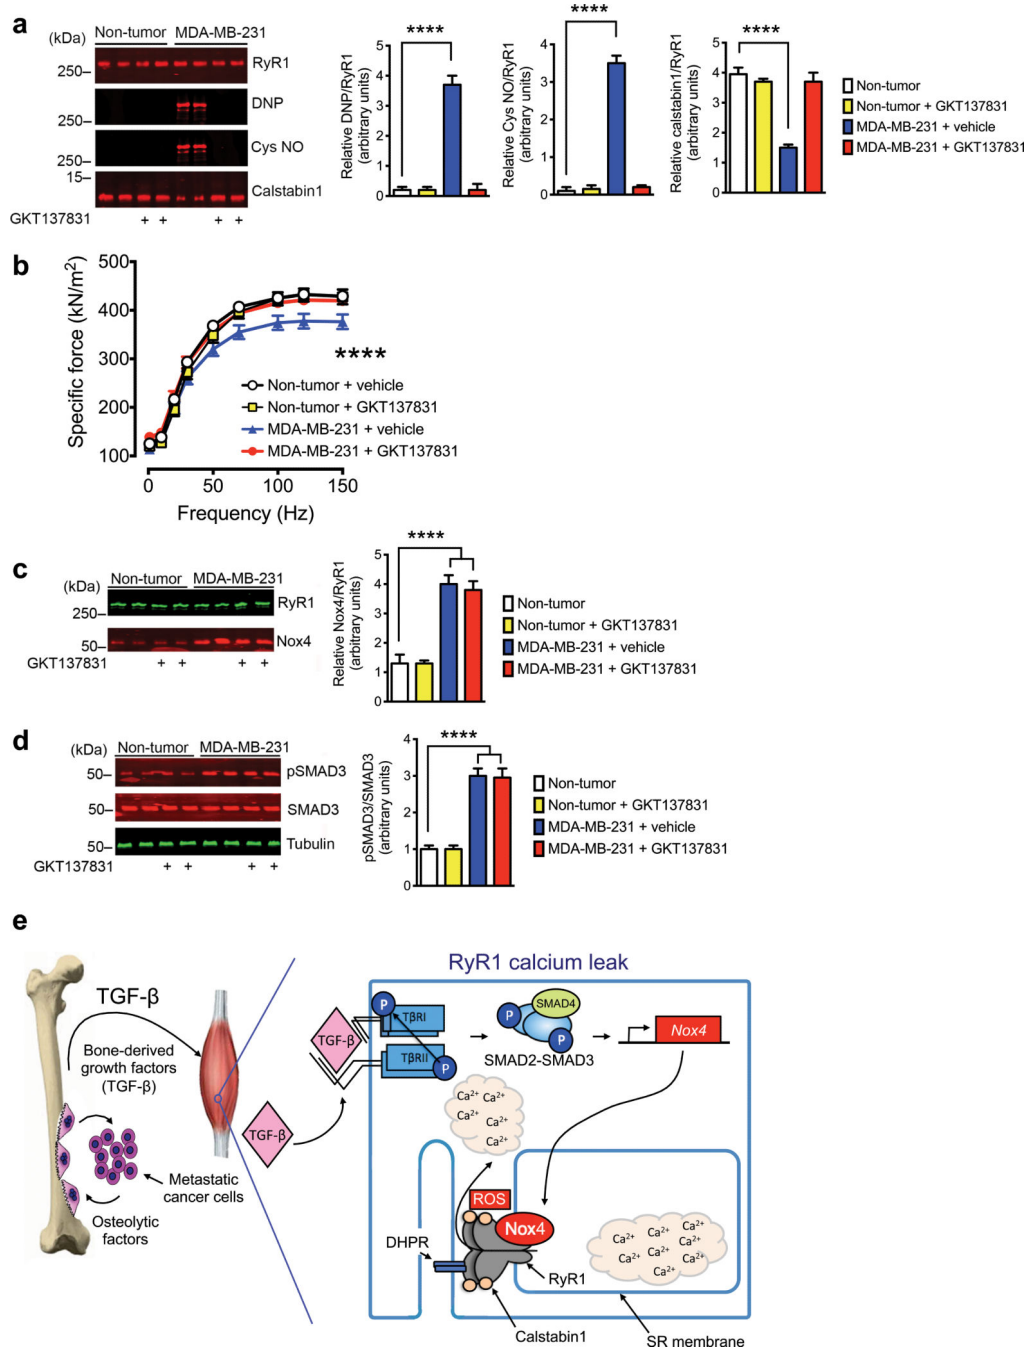 a
(kDa)
Non-tumor MDA-MB-231
250–
RyR1
DNP
250–
Cys NO
250–
15–
Calstabin1
GKT137831 + + + +
Relative DNP/RyR1
(arbitrary units)
5
4
3
2
1
0
****
Relative Cys NO/RyR1
(arbitrary units)
4
3
2
1
0
****
Relative calstabin1/RyR1
(arbitrary units)
5
4
3
2
1
0
****
Non-tumor
Non-tumor + GKT137831
MDA-MB-231 + vehicle
MDA-MB-231 + GKT137831
b
Specific force (kN/m²)
500
400
300
200
100
****
Non-tumor + vehicle
Non-tumor + GKT137831
MDA-MB-231 + vehicle
MDA-MB-231 + GKT137831
0 50 100 150
Frequency (Hz)
c
(kDa)
Non-tumor MDA-MB-231
250–
RyR1
50–
Nox4
GKT137831 + + + +
Relative Nox4/RyR1
(arbitrary units)
5
4
3
2
1
0
****
Non-tumor
Non-tumor + GKT137831
MDA-MB-231 + vehicle
MDA-MB-231 + GKT137831
d
(kDa)
Non-tumor MDA-MB-231
50–
pSMAD3
50–
SMAD3
50–
Tubulin
GKT137831 + + + +
pSMAD3/SMAD3
(arbitrary units)
4
3
2
1
0
****
Non-tumor
Non-tumor + GKT137831
MDA-MB-231 + vehicle
MDA-MB-231 + GKT137831
e
RyR1 calcium leak
TGF-β
Bone-derived
growth factors
(TGF-β)
Metastatic
cancer cells
Osteolytic
factors
TGF-β
TGF-β
P
TβRI
TβRII
P
P
SMAD4
P
SMAD2-SMAD3
Nox4
Ca²⁺ Ca²⁺
Ca²⁺ Ca²⁺
Ca²⁺
Ca²⁺
ROS
Nox4
DHPR
RyR1
Calstabin1
Ca²⁺ Ca²⁺ Ca²⁺
Ca²⁺ Ca²⁺ Ca²⁺
Ca²⁺ Ca²⁺
Ca²⁺
SR membrane